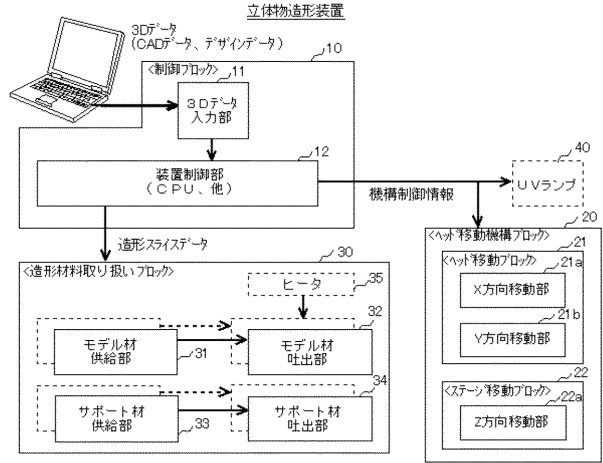 立体物造形装置
3Dデータ
(CADデータ、デザインデータ)
10
<制御ブロック>
11
3Dデータ
入力部
12
装置制御部
(CPU、他)
機構制御情報
40
UVランプ
造形スライスデータ
20
<ヘッド移動機構ブロック>
21
<ヘッド移動ブロック>
21a
X方向移動部
21b
Y方向移動部
22
<ステージ移動ブロック>
22a
Z方向移動部
30
<造形材料取り扱いブロック>
35
ヒータ
32
モデル材
供給部
31
モデル材
吐出部
34
サポート材
供給部
33
サポート材
吐出部